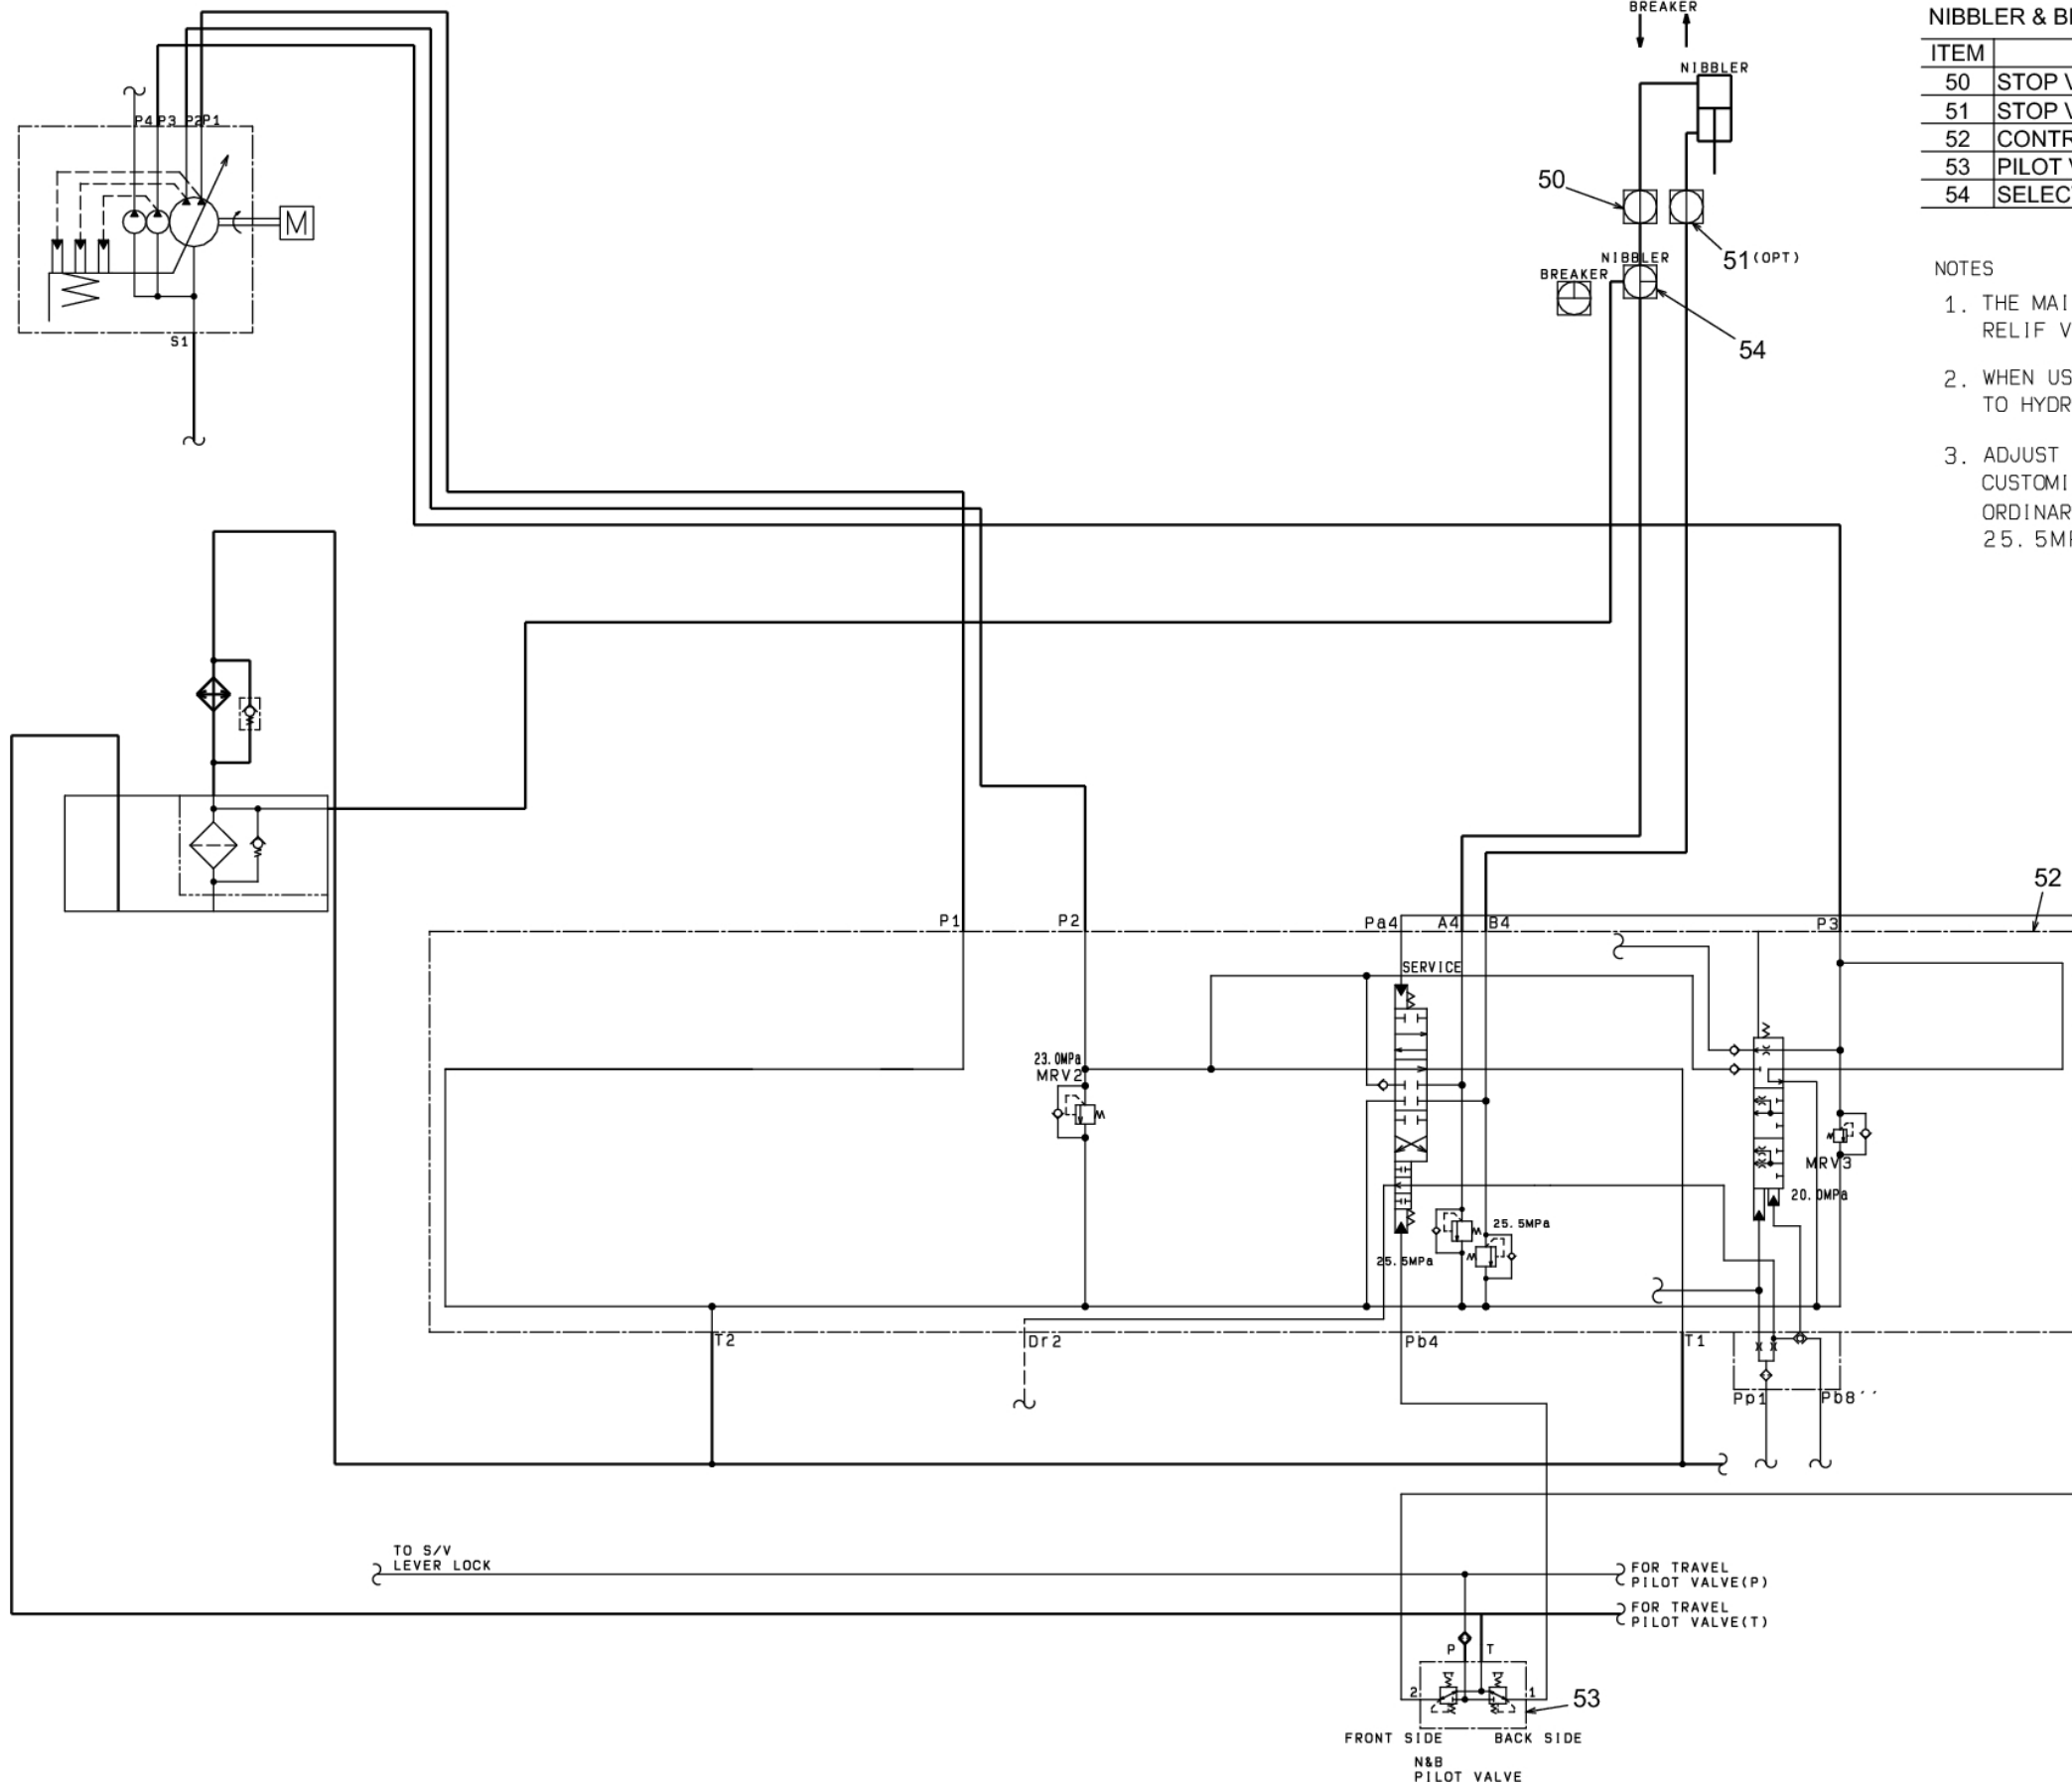 BREAKER
NIBBLER
NIBBLER & B
ITEM
50 STOP V
51 STOP V
52 CONTR
53 PILOT V
54 SELEC
NOTES
1. THE MAI
RELIF V
2. WHEN US
TO HYDR
3. ADJUST
CUSTOMI
ORDINAR
25.5M
P4 P3 P2 P1
M
S1
50
51 (OPT)
NIBBLER
BREAKER
54
52
P1
P2
Pa4
A4
B4
P3
SERVICE
23.0MPa
MRV2
MRV3
20.0MPa
25.5MPa
25.5MPa
T2
Dr2
Pb4
T1
Pp1
Pb8''
TO S/V
LEVER LOCK
FOR TRAVEL
PILOT VALVE(P)
FOR TRAVEL
PILOT VALVE(T)
P
T
2
1
53
FRONT SIDE
BACK SIDE
N&B
PILOT VALVE